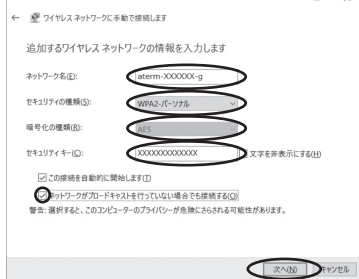 ← ワイヤレス ネットワークに手動で接続します
追加するワイヤレス ネットワークの情報を入力します
ネットワーク名(E): aterm-XXXXXX-g
セキュリティの種類(S): WPA2-パーソナル
暗号化の種類(R): AES
セキュリティ キー(C): XXXXXXXXXXXXX 文字を非表示にする(H)
この接続を自動的に開始します(T)
ネットワークがブロードキャストを行っていない場合でも接続する(O)
警告: 選択すると、このコンピューターのプライバシーが危険にさらされる可能性があります。
次へ(N) キャンセル